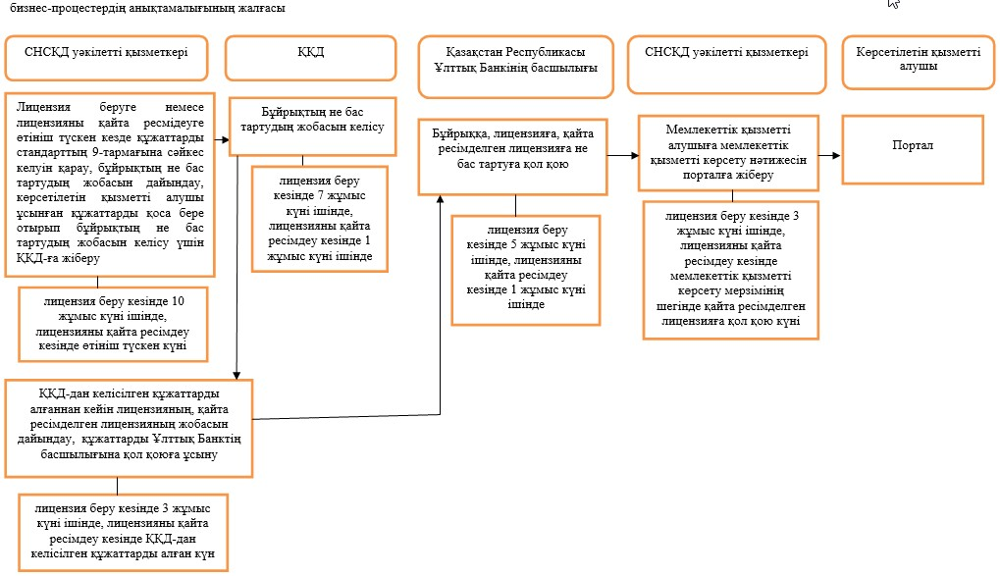 бизнес-процестердің анықтамалығының жалғасы
СНСҚД уәкілетті қызметкері
ҚҚД
Қазақстан Республикасы
Ұлттық Банкінің басшылығы
СНСҚД уәкілетті қызметкері
Көрсетілетін қызметті
алушы
Лицензия беруге немесе
лицензияны қайта ресмідеуге
өтініш түскен кезде құжаттарды
стандарттың 9-тармағына сәйкес
келуін қарау, бұйрықтың не бас
тартудың жобасын дайындау,
көрсетілетін қызметті алушы
ұсынған құжаттарды қоса бере
отырып бұйрықтың не бас
тартудың жобасын келісу үшін
ҚҚД-ға жіберу
лицензия беру кезінде 10
жұмыс күні ішінде,
лицензияны қайта ресімдеу
кезінде өтініш түскен күні
Бұйрықтың не бас
тартудың жобасын келісу
лицензия беру
кезінде 7 жұмыс
күні ішінде,
лицензияны қайта
ресімдеу кезінде 1
жұмыс күні ішінде
ҚҚД-дан келісілген құжаттарды
алғаннан кейін лицензияның, қайта
ресімделген лицензияның жобасын
дайындау, құжаттарды Ұлттық Банктің
басшылығына қол қоюға ұсыну
лицензия беру кезінде 3 жұмыс
күні ішінде, лицензияны қайта
ресімдеу кезінде ҚҚД-дан
келісілген құжаттарды алған күн
Бұйрыққа, лицензияға, қайта
ресімделген лицензияға не
бас тартуға қол қою
лицензия беру
кезінде 5 жұмыс күні
ішінде, лицензияны
қайта ресімдеу
кезінде 1 жұмыс күні
ішінде
Мемлекеттік қызметті
алушыға мемлекеттік
қызметті көрсету нәтижесін
порталға жіберу
лицензия беру кезінде 3
жұмыс күні ішінде,
лицензияны қайта
ресімдеу кезінде
мемлекеттік қызметті
көрсету мерзімінің
шегінде қайта ресімделген
лицензияға қол қою күні
Портал